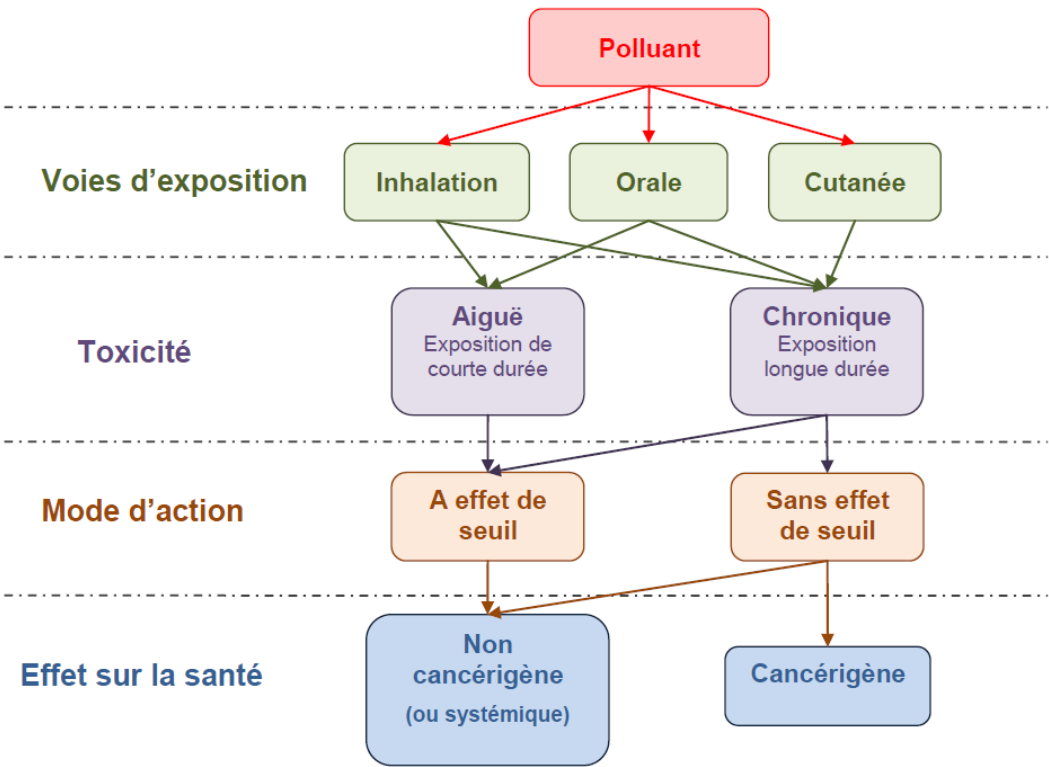 Polluant
Voies d'exposition
Inhalation
Orale
Cutanée
Toxicité
Aiguë
Exposition de
courte durée
Chronique
Exposition
longue durée
Mode d'action
A effet de
seuil
Sans effet
de seuil
Effet sur la santé
Non
cancérigène
(ou systémique)
Cancérigène